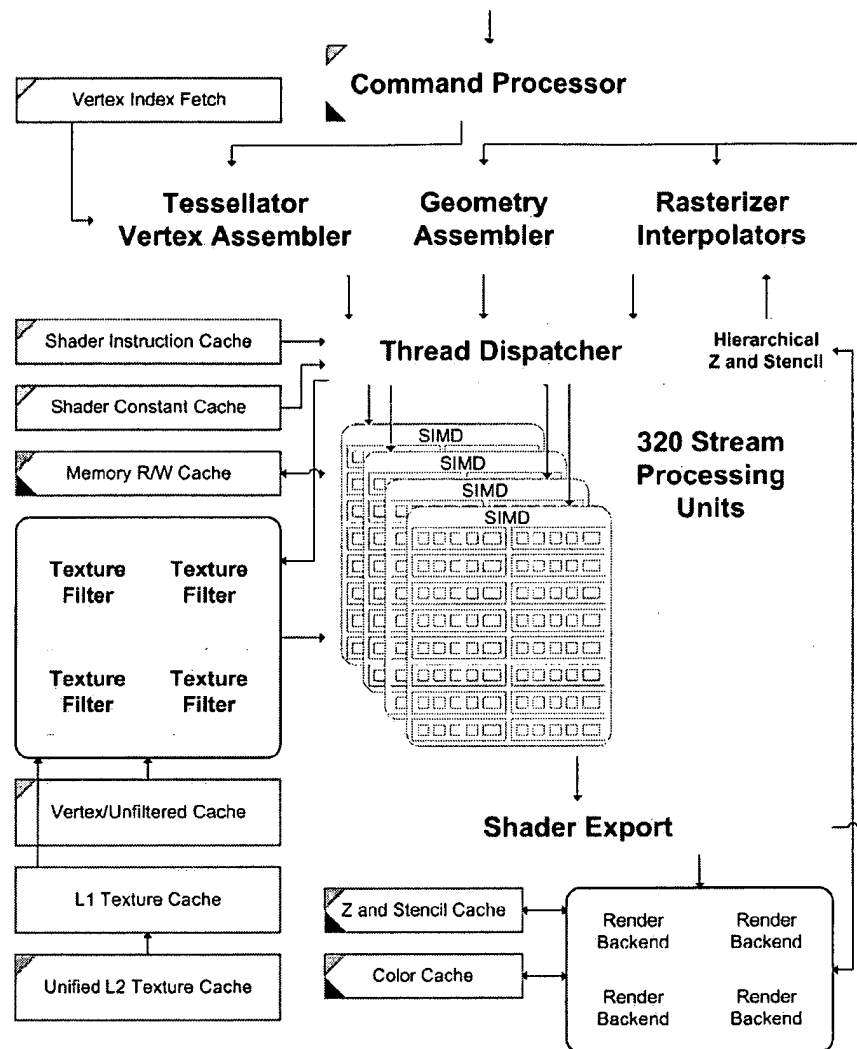 Command Processor
Vertex Index Fetch
Tessellator
Vertex Assembler
Geometry
Assembler
Rasterizer
Interpolators
Shader Instruction Cache
Thread Dispatcher
Hierarchical
Z and Stencil
Shader Constant Cache
Memory R/W Cache
SIMD
SIMD
SIMD
SIMD
320 Stream
Processing
Units
Texture
Filter
Texture
Filter
Texture
Filter
Texture
Filter
Vertex/Unfiltered Cache
Shader Export
L1 Texture Cache
Unified L2 Texture Cache
Z and Stencil Cache
Color Cache
Render
Backend
Render
Backend
Render
Backend
Render
Backend